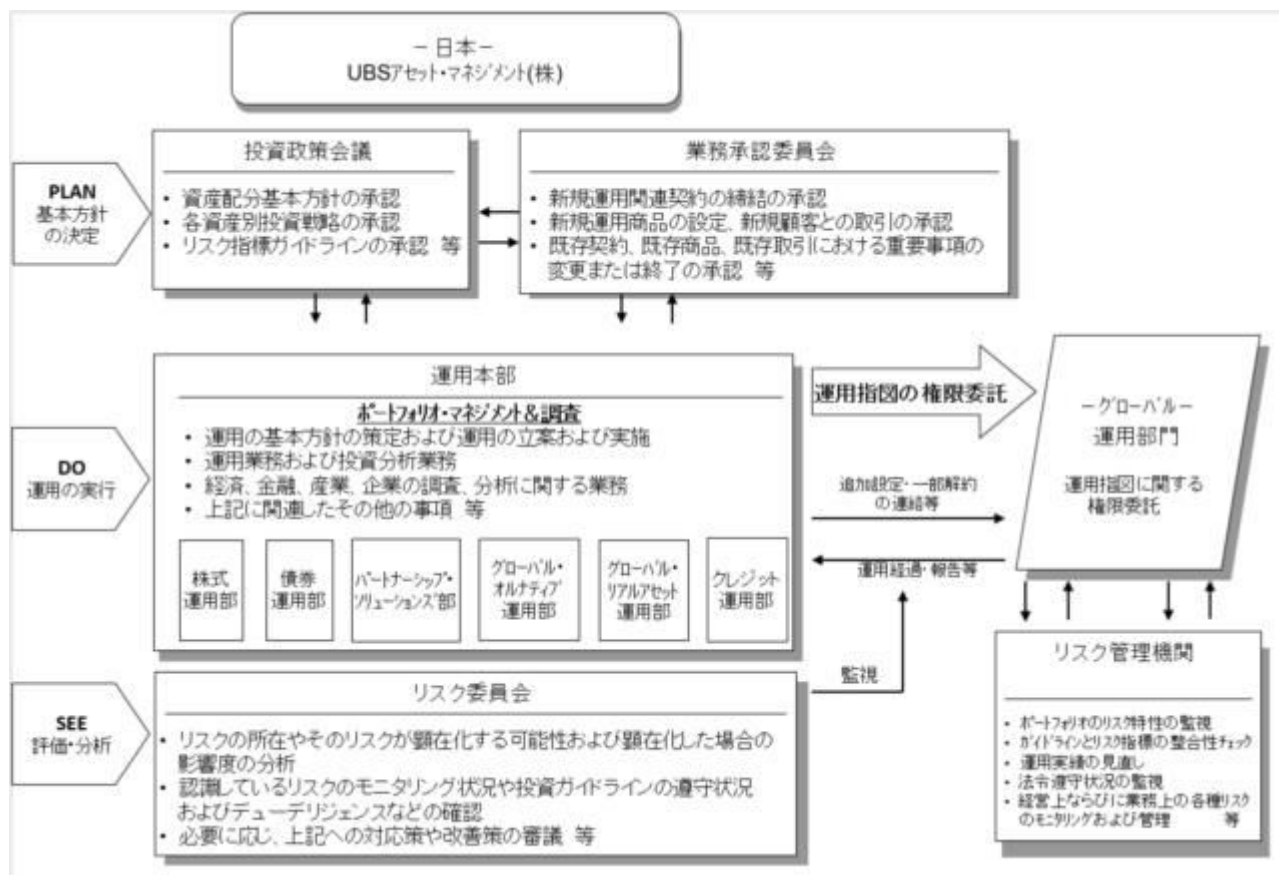 －日本－
UBSアセット・マネジメント(株)
PLAN
基本方針
の決定
投資政策会議
・ 資産配分基本方針の承認
・ 各資産別投資戦略の承認
・ リスク指標ガイドラインの承認 等
業務承認委員会
・ 新規運用関連契約の締結の承認
・ 新規運用商品の設定、新規顧客との取引の承認
・ 既存契約、既存商品、既存取引における重要事項の
変更または終了の承認 等
DO
運用の実行
運用本部
ポートフォリオ・マネジメント＆調査
・ 運用の基本方針の策定および運用の立案および実施
・ 運用業務および投資分析業務
・ 経済、金融、産業、企業の調査、分析に関する業務
・ 上記に関連したその他の事項 等
株式
運用部
債券
運用部
パートナーシップ・
ソリューションズ部
グローバル・
オルナティブ
運用部
グローバル・
リアルアセット
運用部
クレジット
運用部
運用指図の権限委託
追加設定・一部解約
の連絡等
運用経過・報告等
監視
－グローバル－
運用部門
運用指図に関する
権限委託
SEE
評価・分析
リスク委員会
・ リスクの所在やそのリスクが顕在化する可能性および顕在化した場合の
影響度の分析
・ 認識しているリスクのモニタリング状況や投資ガイドラインの遵守状況
およびデューデリジェンスなどの確認
・ 必要に応じ、上記への対応策や改善策の審議 等
リスク管理機関
・ ポートフォリオのリスク特性の監視
・ ガイドラインとリスク指標の整合性チェック
・ 運用実績の見直し
・ 法令遵守状況の監視
・ 経営上ならびに業務上の各種リスク
のモニタリングおよび管理 等